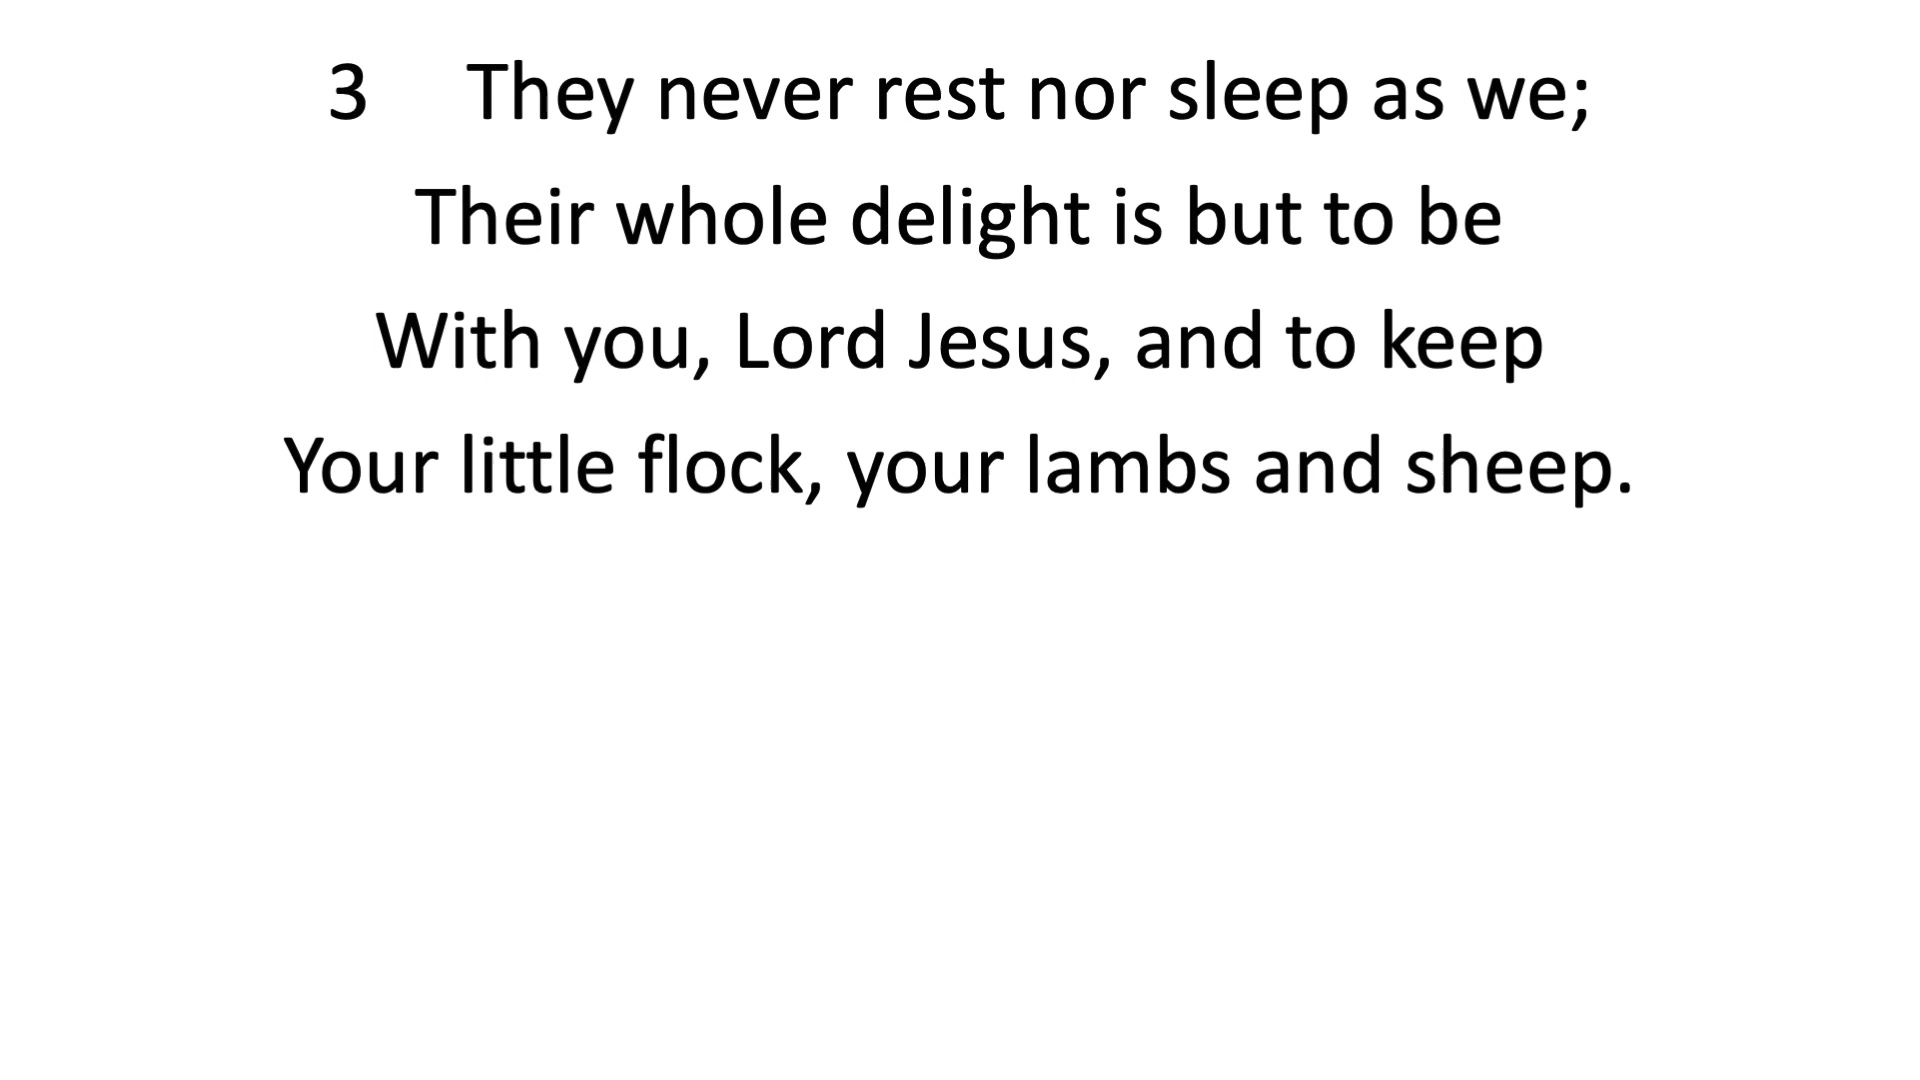 3 They never rest nor sleep as we;
Their whole delight is but to be
With you, Lord Jesus, and to keep
Your little flock, your lambs and sheep.